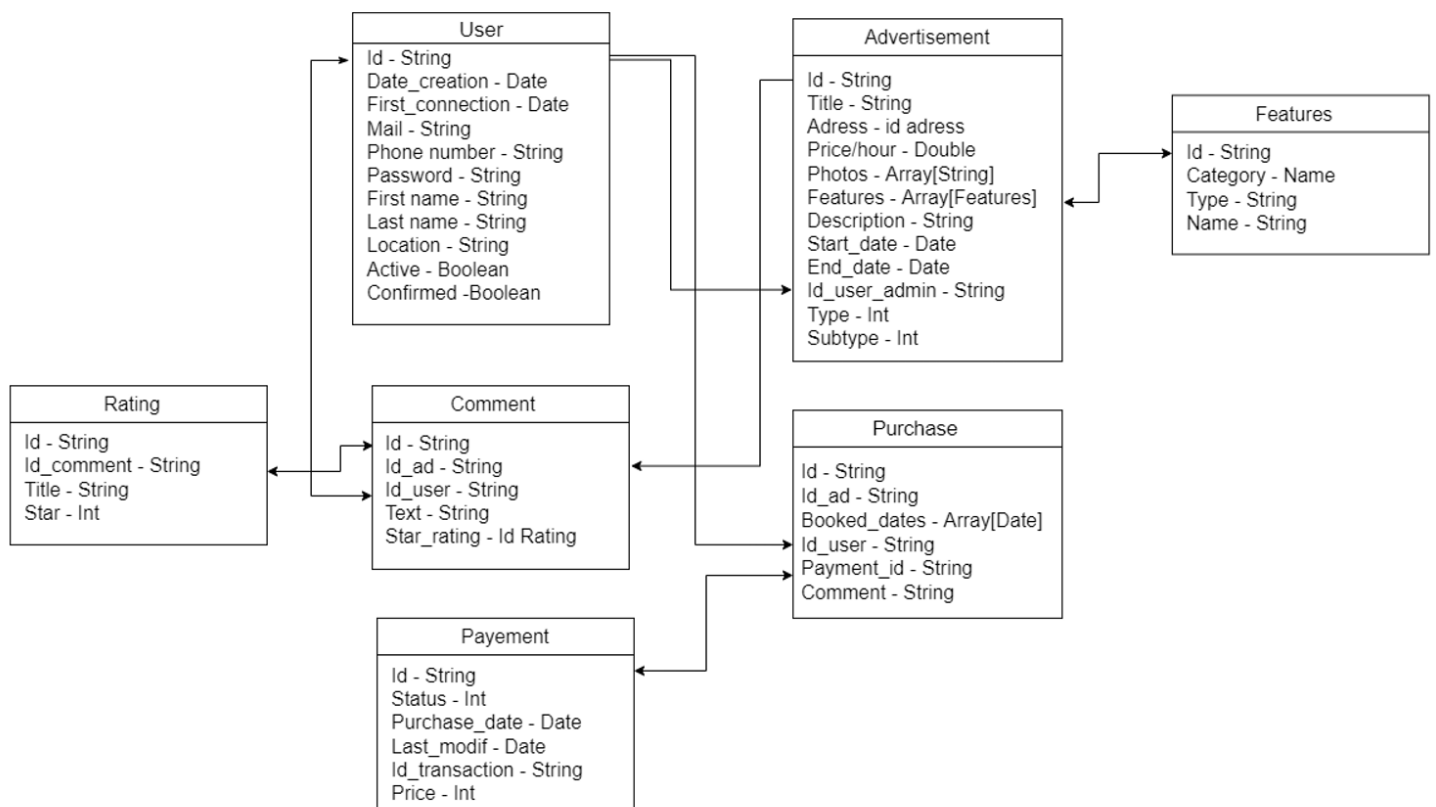 User
Id - String
Date_creation - Date
First_connection - Date
Mail - String
Phone number - String
Password - String
First name - String
Last name - String
Location - String
Active - Boolean
Confirmed -Boolean
Advertisement
Id - String
Title - String
Adress - id adress
Price/hour - Double
Photos - Array[String]
Features - Array[Features]
Description - String
Start_date - Date
End_date - Date
Id_user_admin - String
Type - Int
Subtype - Int
Features
Id - String
Category - Name
Type - String
Name - String
Rating
Id - String
Id_comment - String
Title - String
Star - Int
Comment
Id - String
Id_ad - String
Id_user - String
Text - String
Star_rating - Id Rating
Purchase
Id - String
Id_ad - String
Booked_dates - Array[Date]
Id_user - String
Payment_id - String
Comment - String
Payement
Id - String
Status - Int
Purchase_date - Date
Last_modif - Date
Id_transaction - String
Price - Int